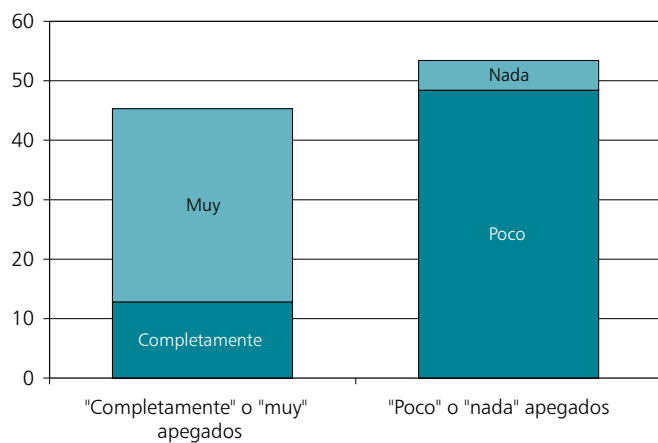 60
50
40
30
20
10
0
Nada
Muy
Poco
Completamente
"Completamente" o "muy"
apegados
"Poco" o "nada" apegados